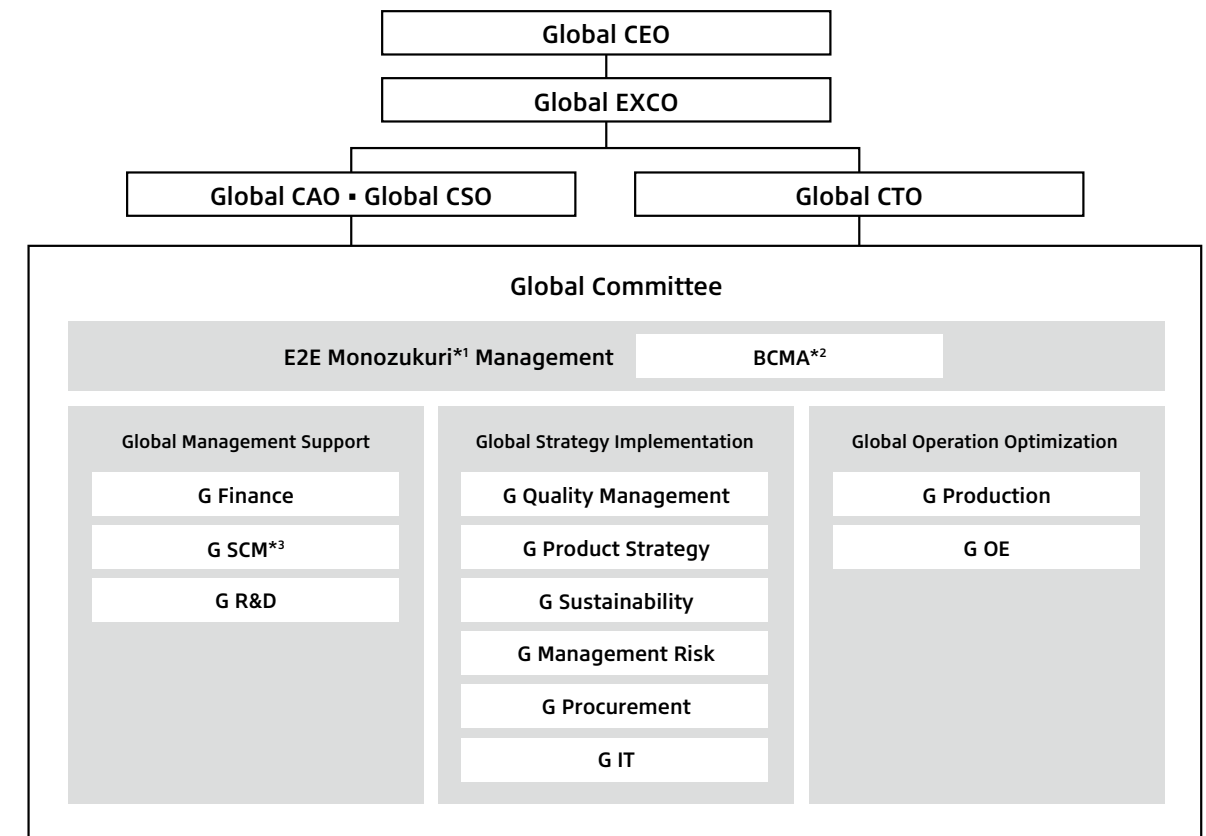 Global CEO
Global EXCO
Global CAO ▪ Global CSO
Global CTO
Global Committee
E2E Monozukuri*1 Management
BCMA*2
Global Management Support
G Finance
G SCM*3
G R&D
Global Strategy Implementation
G Quality Management
G Product Strategy
G Sustainability
G Management Risk
G Procurement
G IT
Global Operation Optimization
G Production
G OE